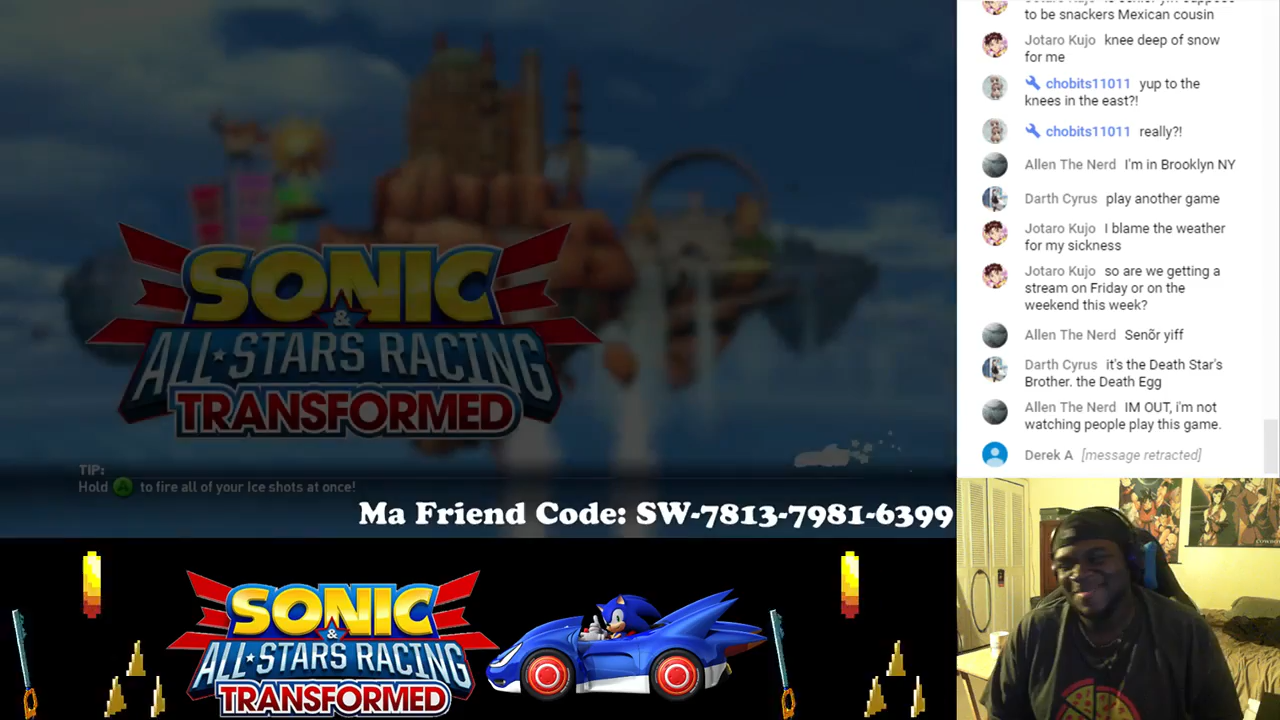 SONIC
&
ALL★STARS RACING
TRANSFORMED
TIP:
Hold A to fire all of your Ice shots at once!
Ma Friend Code: SW-7813-7981-6399
SONIC
&
ALL★STARS RACING
TRANSFORMED
to be snackers Mexican cousin
Jotaro Kujo knee deep of snow
for me
chobits11011 yup to the
knees in the east?!
chobits11011 really?!
Allen The Nerd I'm in Brooklyn NY
Darth Cyrus play another game
Jotaro Kujo I blame the weather
for my sickness
Jotaro Kujo so are we getting a
stream on Friday or on the
weekend this week?
Allen The Nerd Senõr yiff
Darth Cyrus it's the Death Star's
Brother. the Death Egg
Allen The Nerd IM OUT, i'm not
watching people play this game.
Derek A [message retracted]